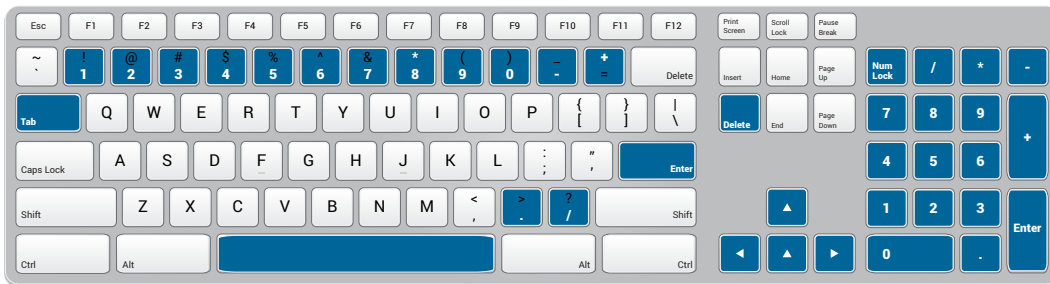 Esc F1 F2 F3 F4 F5 F6 F7 F8 F9 F10 F11 F12 Print Screen Scroll Lock Pause Break
~ ` ! 1 @ 2 # 3 $ 4 % 5 ^ 6 & 7 * 8 ( 9 ) 0 _ - + = Delete Insert Home Page Up Num Lock / * -
Tab Q W E R T Y U I O P { [ } ] | \ Delete End Page Down 7 8 9 +
Caps Lock A S D F G H J K L : ; " , Enter 4 5 6
Shift Z X C V B N M < , > . ? / Shift ▲ 1 2 3 Enter
Ctrl Alt Alt Ctrl ◀ ▲ ▶ 0 .